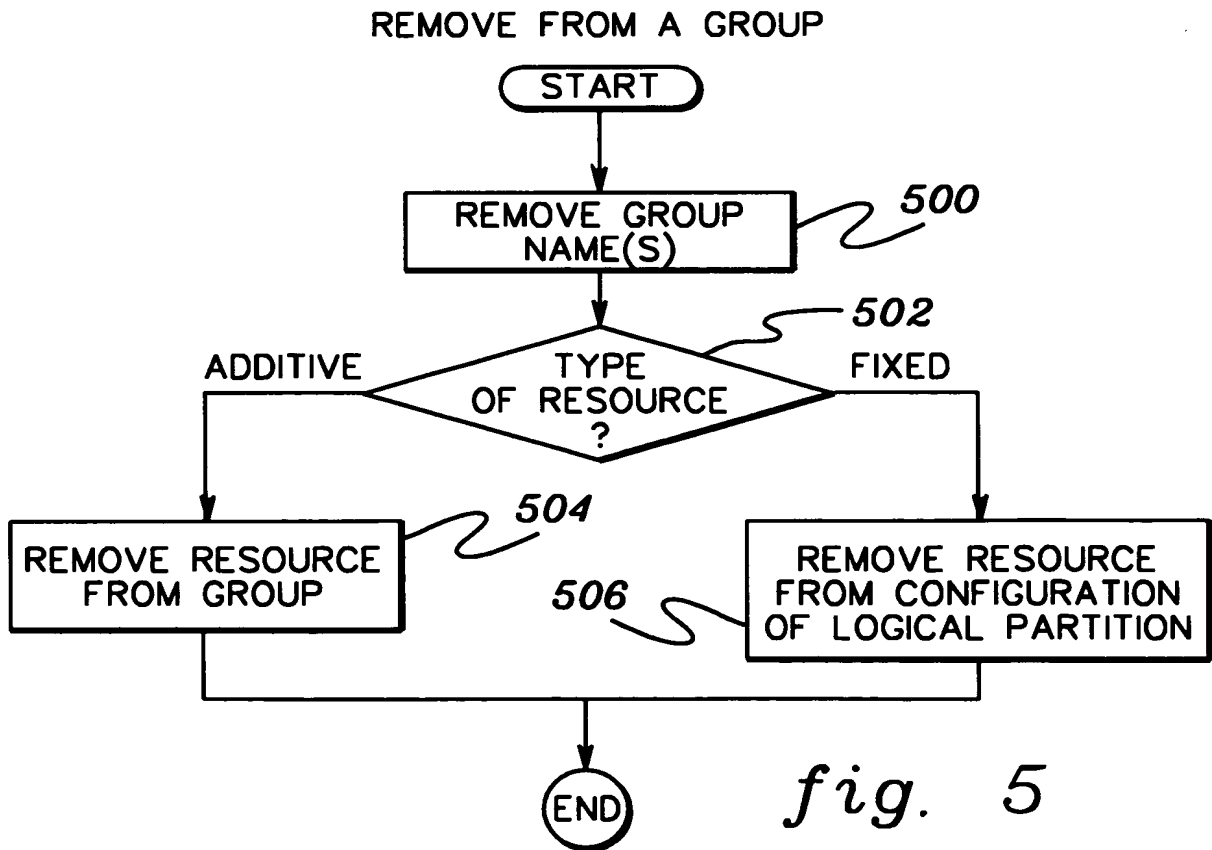 REMOVE FROM A GROUP
START
REMOVE GROUP
NAME(S)
500
502
ADDITIVE
TYPE
OF RESOURCE
?
FIXED
504
REMOVE RESOURCE
FROM GROUP
506
REMOVE RESOURCE
FROM CONFIGURATION
OF LOGICAL PARTITION
END
fig. 5